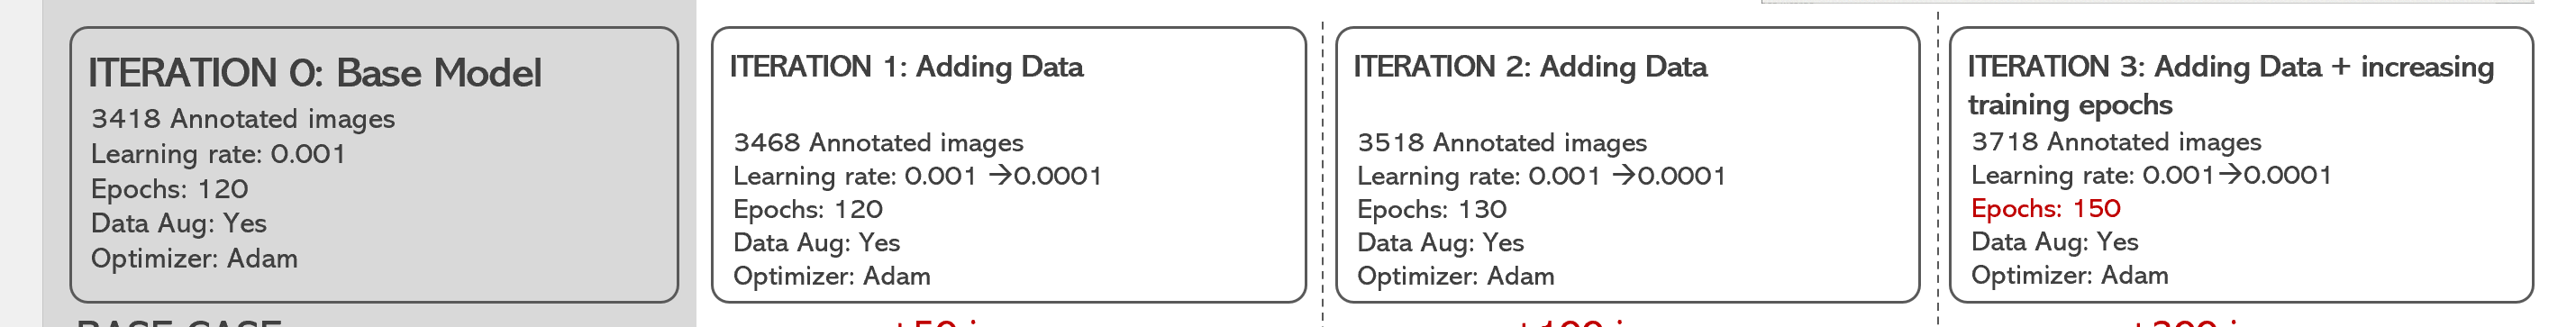 ITERATION 0: Base Model
3418 Annotated images
Learning rate: 0.001
Epochs: 120
Data Aug: Yes
Optimizer: Adam
ITERATION 1: Adding Data
3468 Annotated images
Learning rate: 0.001 →0.0001
Epochs: 120
Data Aug: Yes
Optimizer: Adam
ITERATION 2: Adding Data
3518 Annotated images
Learning rate: 0.001 →0.0001
Epochs: 130
Data Aug: Yes
Optimizer: Adam
ITERATION 3: Adding Data + increasing
training epochs
3718 Annotated images
Learning rate: 0.001→0.0001
Epochs: 150
Data Aug: Yes
Optimizer: Adam